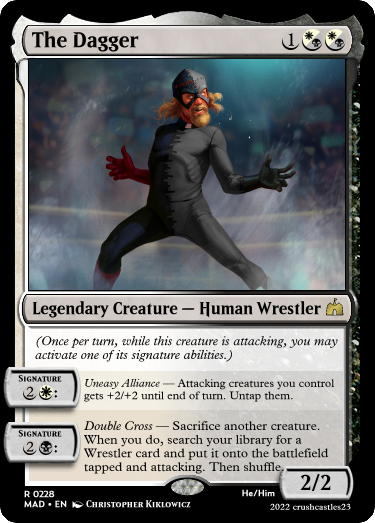 The Dagger 1
Legendary Creature — Human Wrestler
(Once per turn, while this creature is attacking, you may
activate one of its signature abilities.)
SIGNATURE
2 :
Uneasy Alliance — Attacking creatures you control
gets +2/+2 until end of turn. Untap them.
SIGNATURE
2 :
Double Cross — Sacrifice another creature.
When you do, search your library for a
Wrestler card and put it onto the battlefield
tapped and attacking. Then shuffle.
2/2
R 0228 He/Him
MAD • EN CHRISTOPHER KIKLOWICZ 2022 crushcastles23